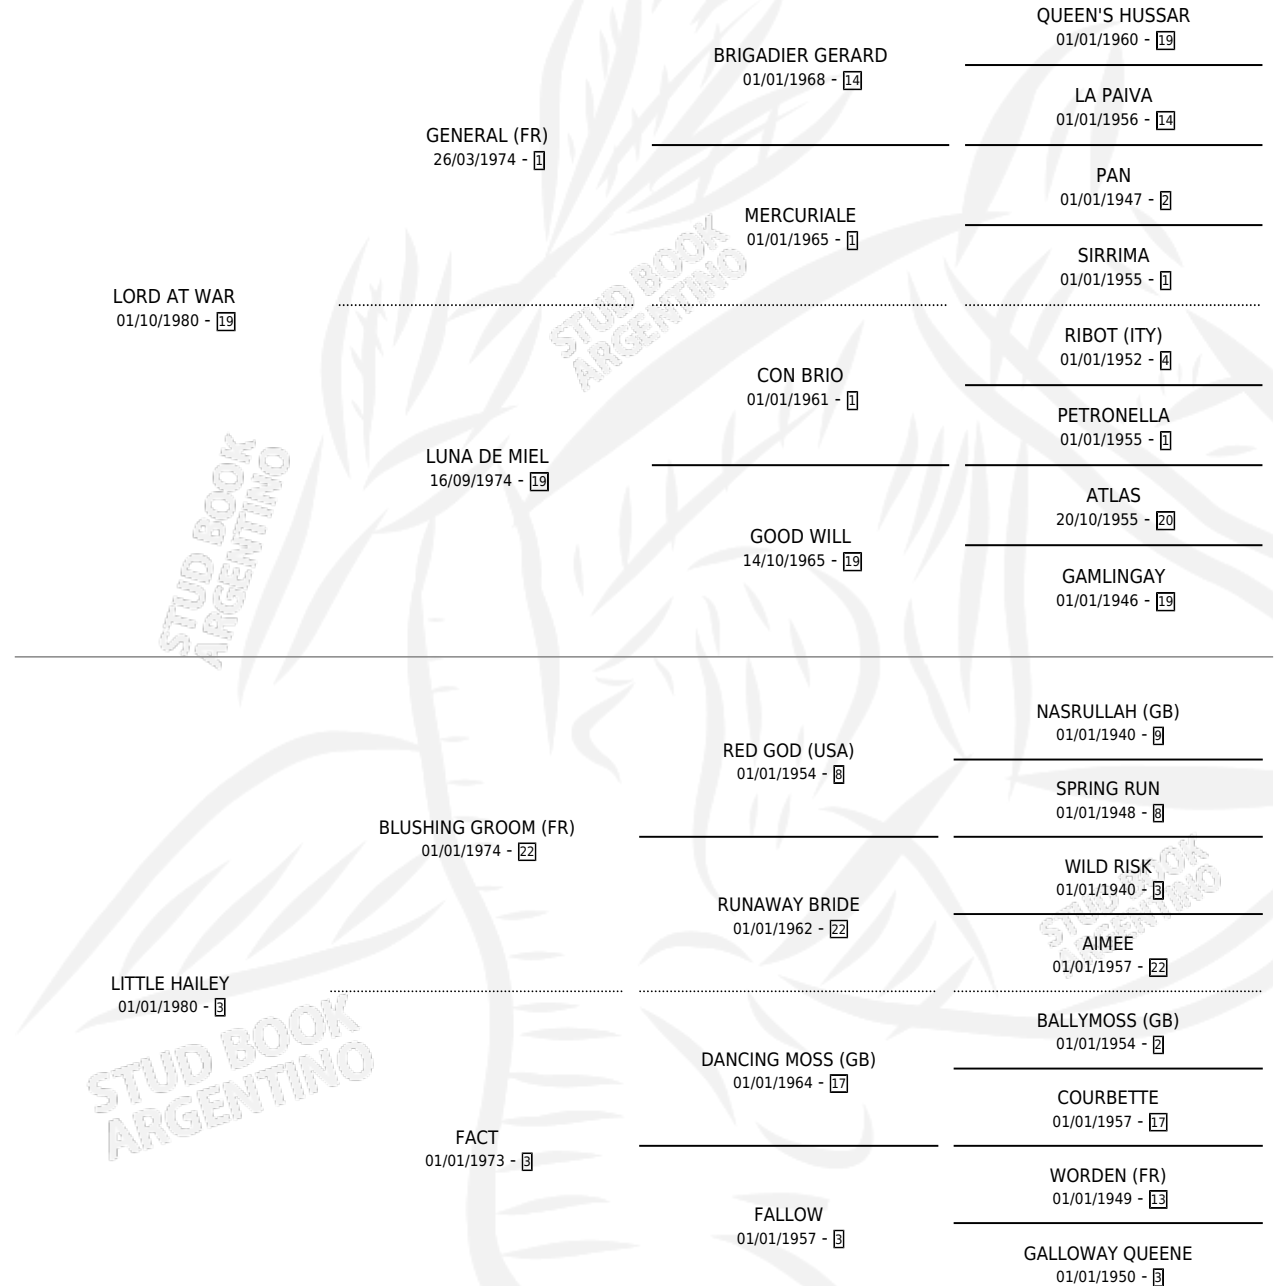 QUEEN'S HUSSAR
01/01/1960 - 19
BRIGADIER GERARD
01/01/1968 - 14
LA PAIVA
01/01/1956 - 14
GENERAL (FR)
26/03/1974 - 1
PAN
01/01/1947 - 2
MERCURIALE
01/01/1965 - 1
SIRRIMA
01/01/1955 - 1
LORD AT WAR
01/10/1980 - 19
STUD BOOK
ARGENTINO
RIBOT (ITY)
01/01/1952 - 4
CON BRIO
01/01/1961 - 1
PETRONELLA
01/01/1955 - 1
LUNA DE MIEL
16/09/1974 - 19
ATLAS
20/10/1955 - 20
GOOD WILL
14/10/1965 - 19
GAMLINGAY
01/01/1946 - 19
STUD BOOK
ARGENTINO
NASRULLAH (GB)
01/01/1940 - 9
RED GOD (USA)
01/01/1954 - 8
SPRING RUN
01/01/1948 - 8
BLUSHING GROOM (FR)
01/01/1974 - 22
WILD RISK
01/01/1940 - 3
RUNAWAY BRIDE
01/01/1962 - 22
AIMEE
01/01/1957 - 22
STUD BOOK
ARGENTINO
LITTLE HAILEY
01/01/1980 - 3
BALLYMOSS (GB)
01/01/1954 - 2
DANCING MOSS (GB)
01/01/1964 - 17
COURBETTE
01/01/1957 - 17
STUD BOOK
ARGENTINO
FACT
01/01/1973 - 3
WORDEN (FR)
01/01/1949 - 13
FALLOW
01/01/1957 - 3
GALLOWAY QUEENE
01/01/1950 - 3